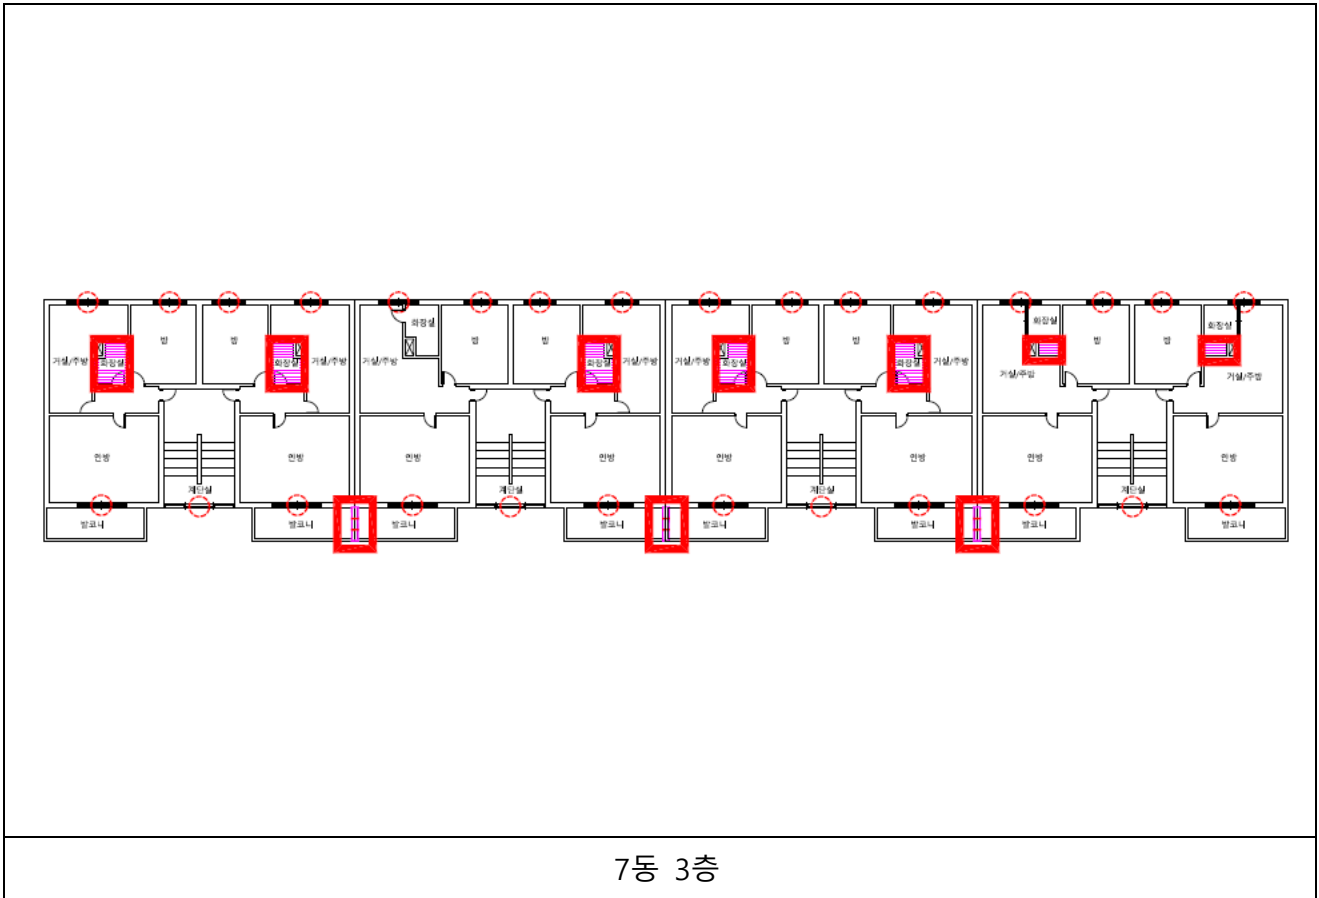 화장실 화장실 화장실
방 방 방 방 방 방 방 방
거실/주방 화장실 화장실 거실/주방 거실/주방 화장실 거실/주방 거실/주방 화장실 화장실 거실/주방 거실/주방 거실/주방
안방 안방 안방 안방 안방 안방 안방 안방
계단실 계단실 계단실 계단실
발코니 발코니 발코니 발코니 발코니 발코니 발코니 발코니
7동 3층